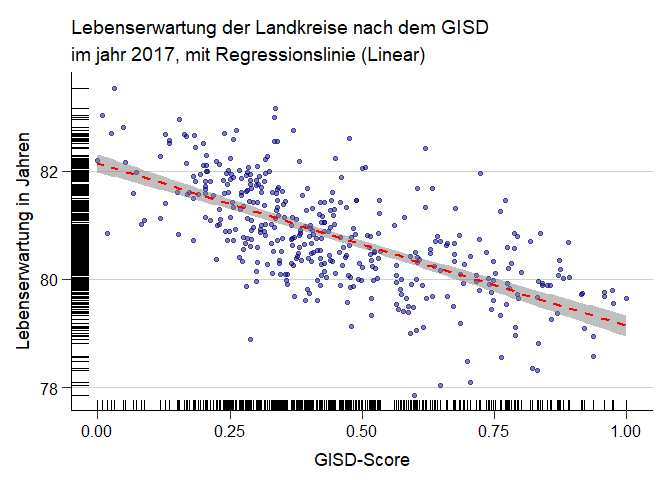 Lebenserwartung der Landkreise nach dem GISD
im jahr 2017, mit Regressionslinie (Linear)
Lebenserwartung in Jahren
82
80
78
0.00 0.25 0.50 0.75 1.00
GISD-Score